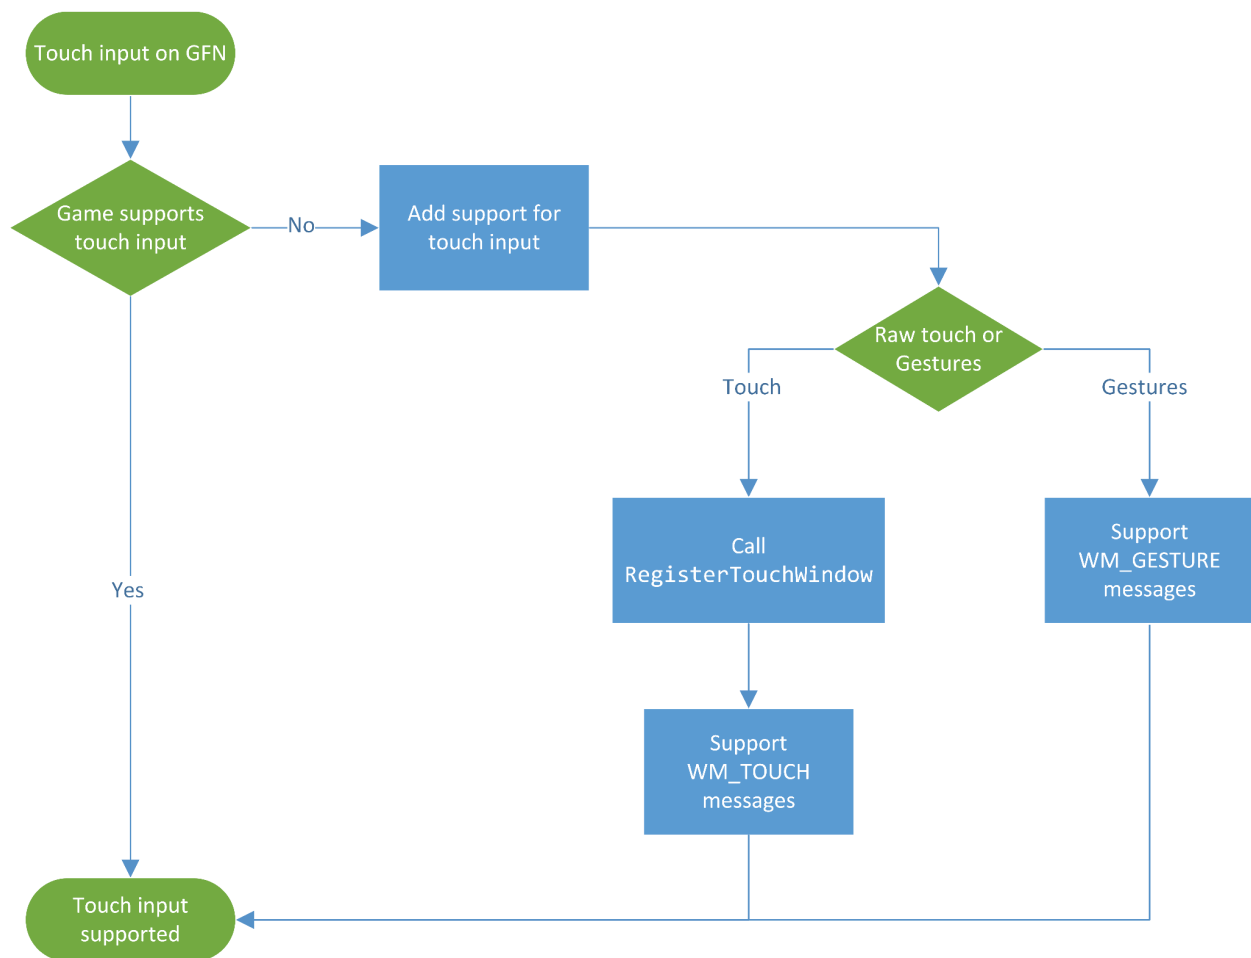 Touch input on GFN
Game supports
touch input
No
Add support for
touch input
Raw touch or
Gestures
Touch
Gestures
Call
RegisterTouchWindow
Support
WM_GESTURE
messages
Yes
Support
WM_TOUCH
messages
Touch input
supported